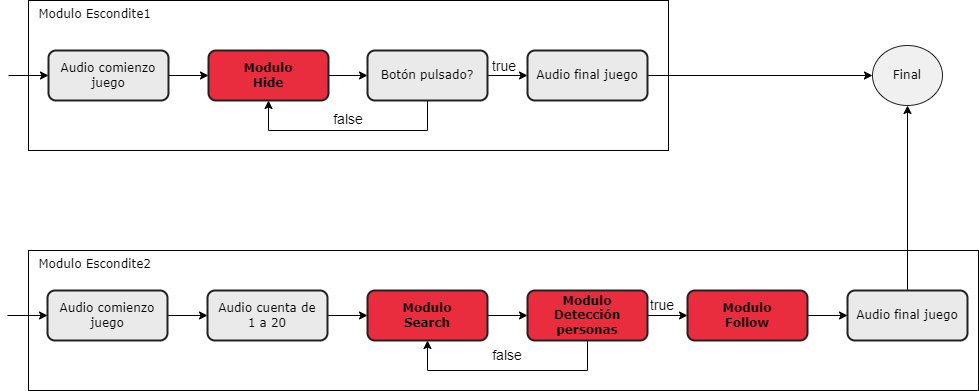 Modulo Escondite1
Audio comienzo
juego
Modulo
Hide
Botón pulsado?
true
Audio final juego
false
Final
Modulo Escondite2
Audio comienzo
juego
Audio cuenta de
1 a 20
Modulo
Search
Modulo
Detección
personas
true
Modulo
Follow
Audio final juego
false